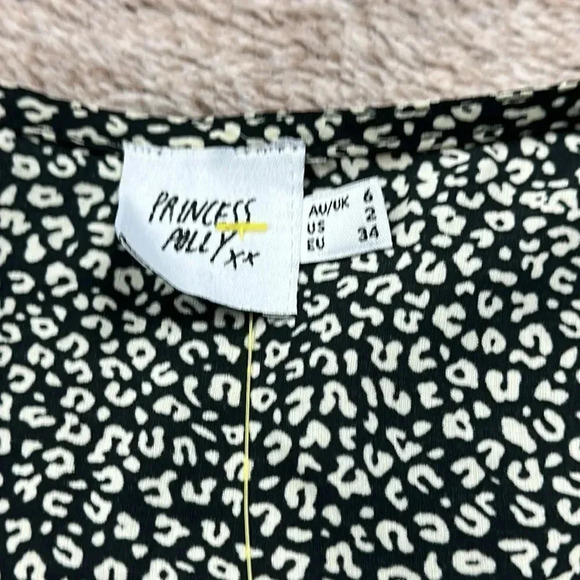 PRINCESS
POLLY xx
AU/UK 6
US 2
EU 34